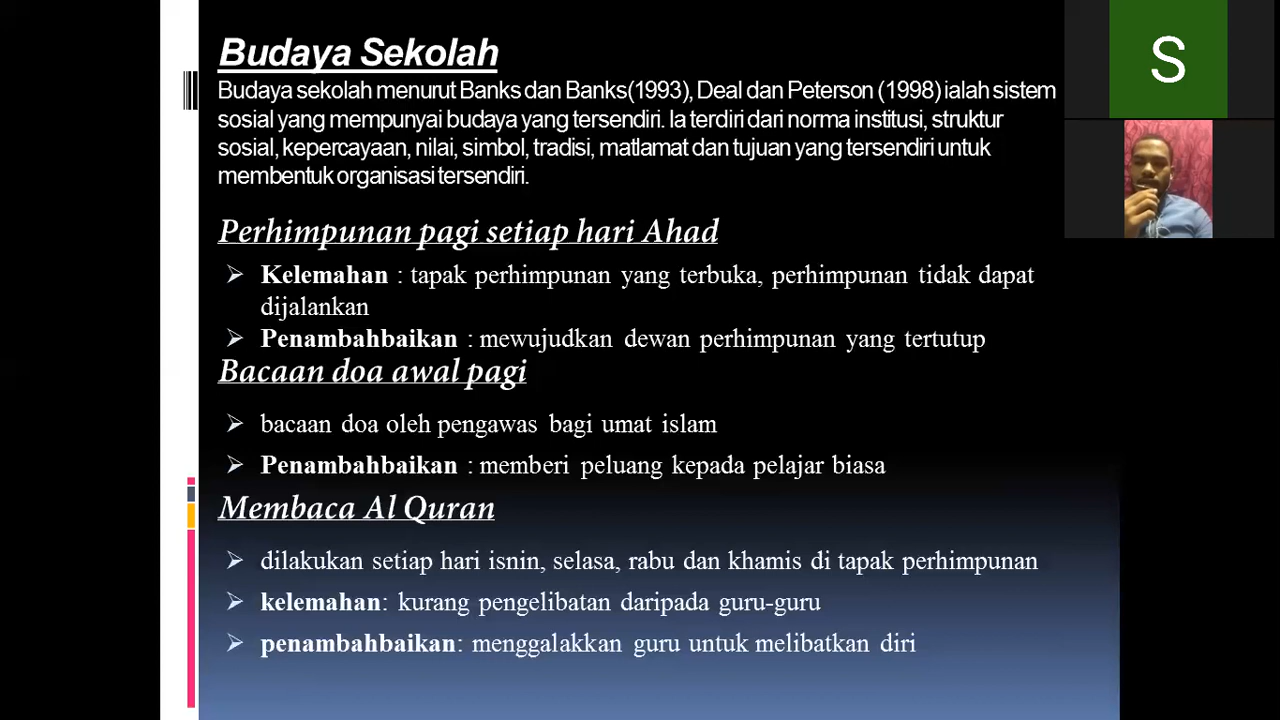 Budaya Sekolah
Budaya sekolah menurut Banks dan Banks(1993), Deal dan Peterson (1998) ialah sistem
sosial yang mempunyai budaya yang tersendiri. Ia terdiri dari norma institusi, struktur
sosial, kepercayaan, nilai, simbol, tradisi, matlamat dan tujuan yang tersendiri untuk
membentuk organisasi tersendiri.
Perhimpunan pagi setiap hari Ahad
➢ Kelemahan : tapak perhimpunan yang terbuka, perhimpunan tidak dapat
dijalankan
➢ Penambahbaikan : mewujudkan dewan perhimpunan yang tertutup
Bacaan doa awal pagi
➢ bacaan doa oleh pengawas bagi umat islam
➢ Penambahbaikan : memberi peluang kepada pelajar biasa
Membaca Al Quran
➢ dilakukan setiap hari isnin, selasa, rabu dan khamis di tapak perhimpunan
➢ kelemahan: kurang pengelibatan daripada guru-guru
➢ penambahbaikan: menggalakkan guru untuk melibatkan diri
S